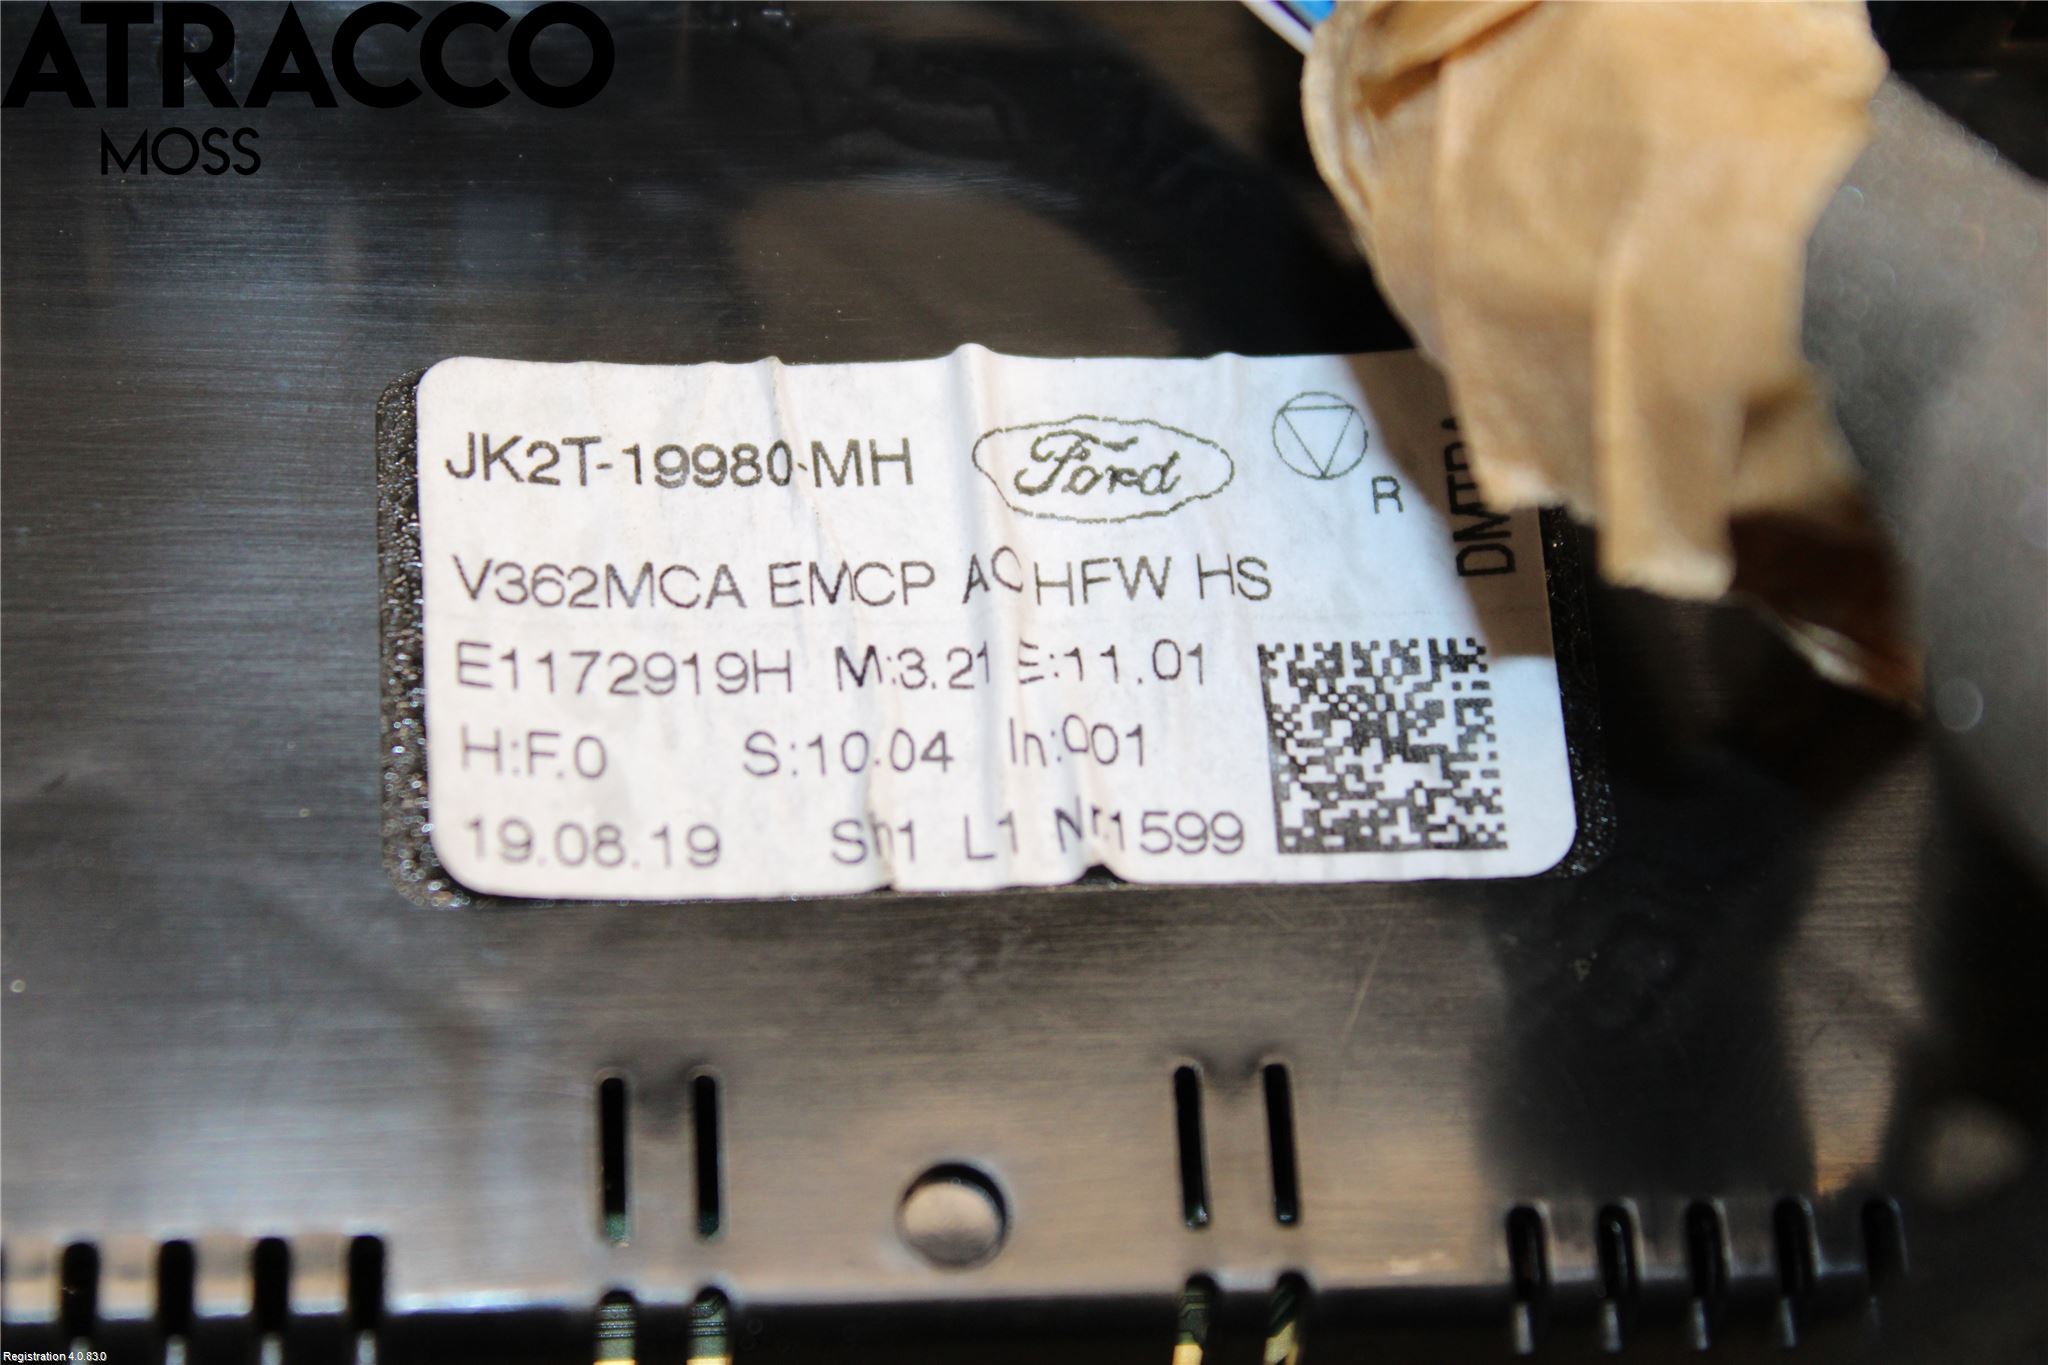 ATRACCO
MOSS
JK2T-19980-MH Ford R
V362MCA EMCP AC HFW HS
E1172919H M:3.21 E:11.01
H:F.0 S:10.04 In:001
19.08.19 Sh1 L1 Nr1599
Registration 4.0.83.0